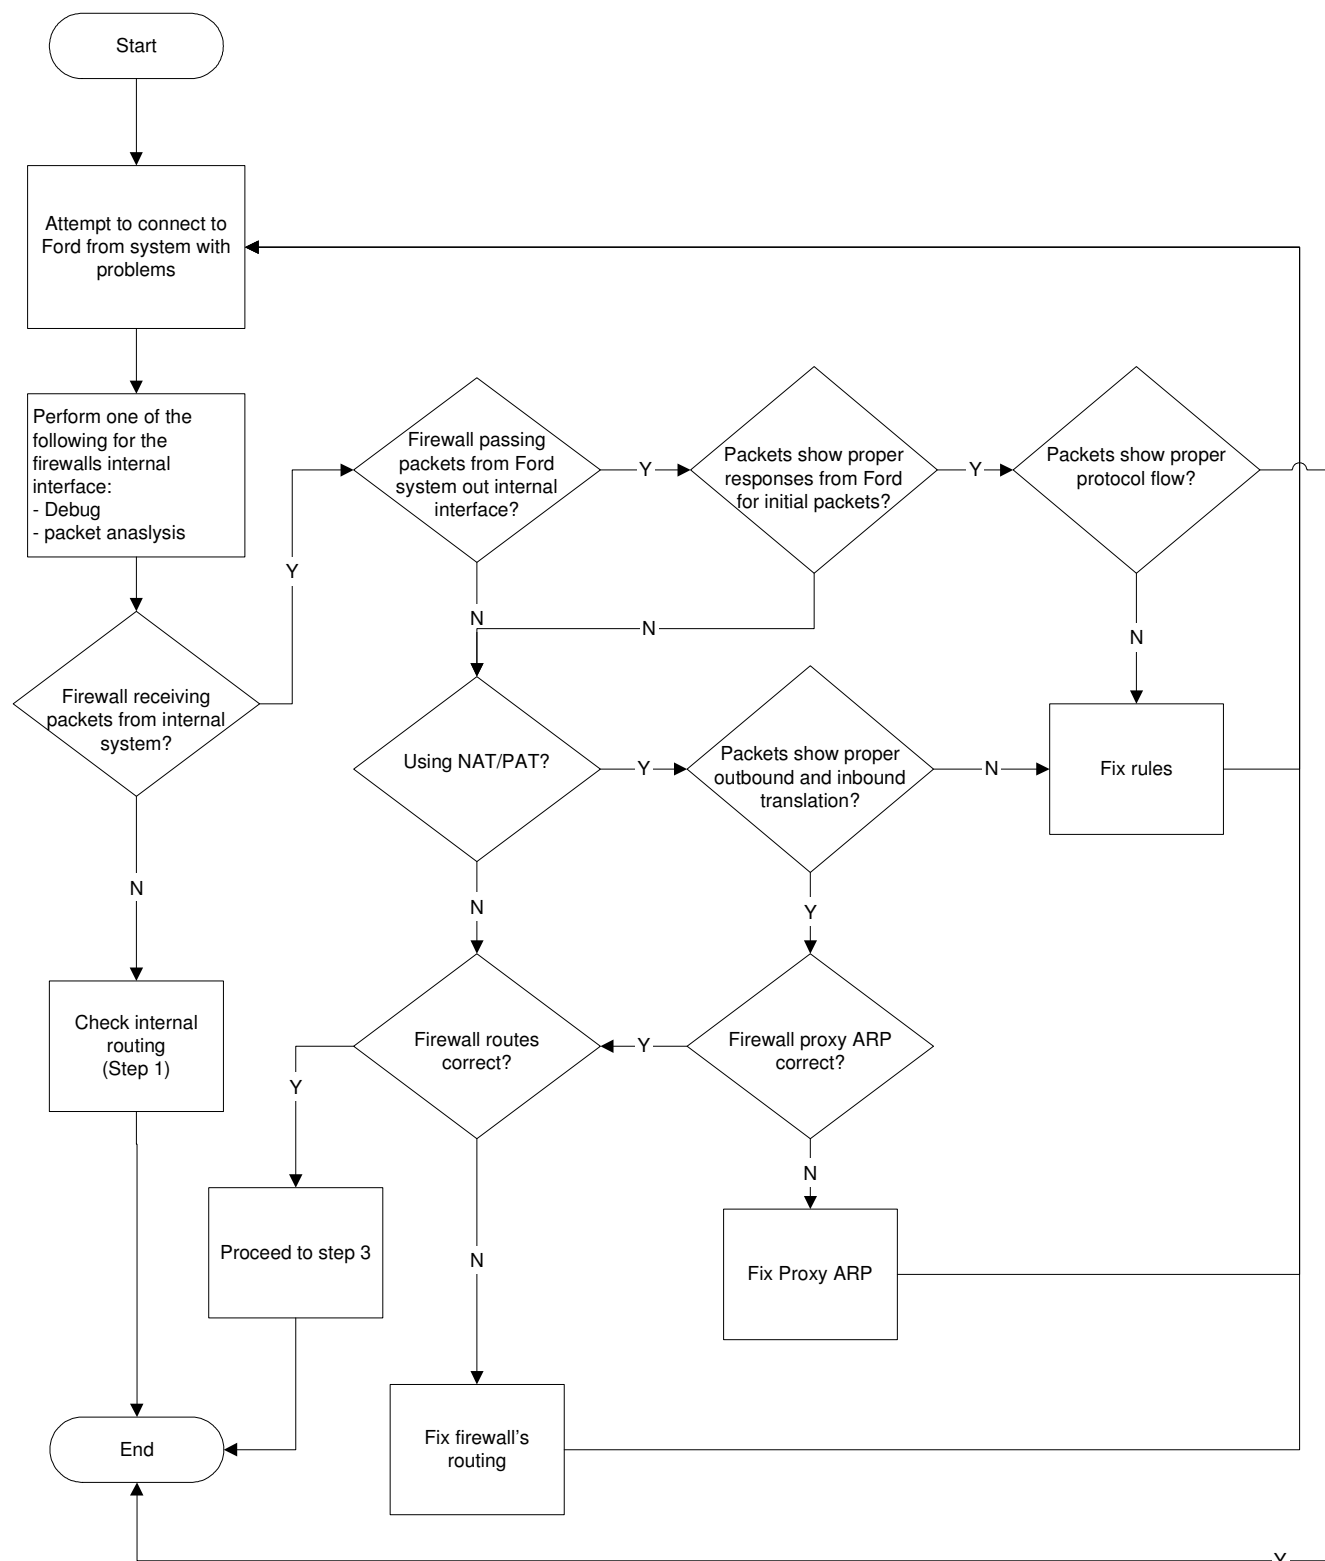 Start
Attempt to connect to
Ford from system with
problems
Perform one of the
following for the
firewalls internal
interface:
- Debug
- packet anaslysis
Firewall passing
packets from Ford
system out internal
interface?
Y
Packets show proper
responses from Ford
for initial packets?
Y
Packets show proper
protocol flow?
Y
N
N
N
Firewall receiving
packets from internal
system?
Using NAT/PAT?
Y
Packets show proper
outbound and inbound
translation?
N
Fix rules
N
N
Y
Check internal
routing
(Step 1)
Firewall routes
correct?
Y
Firewall proxy ARP
correct?
Y
N
Proceed to step 3
N
Fix Proxy ARP
End
Fix firewall's
routing
Y